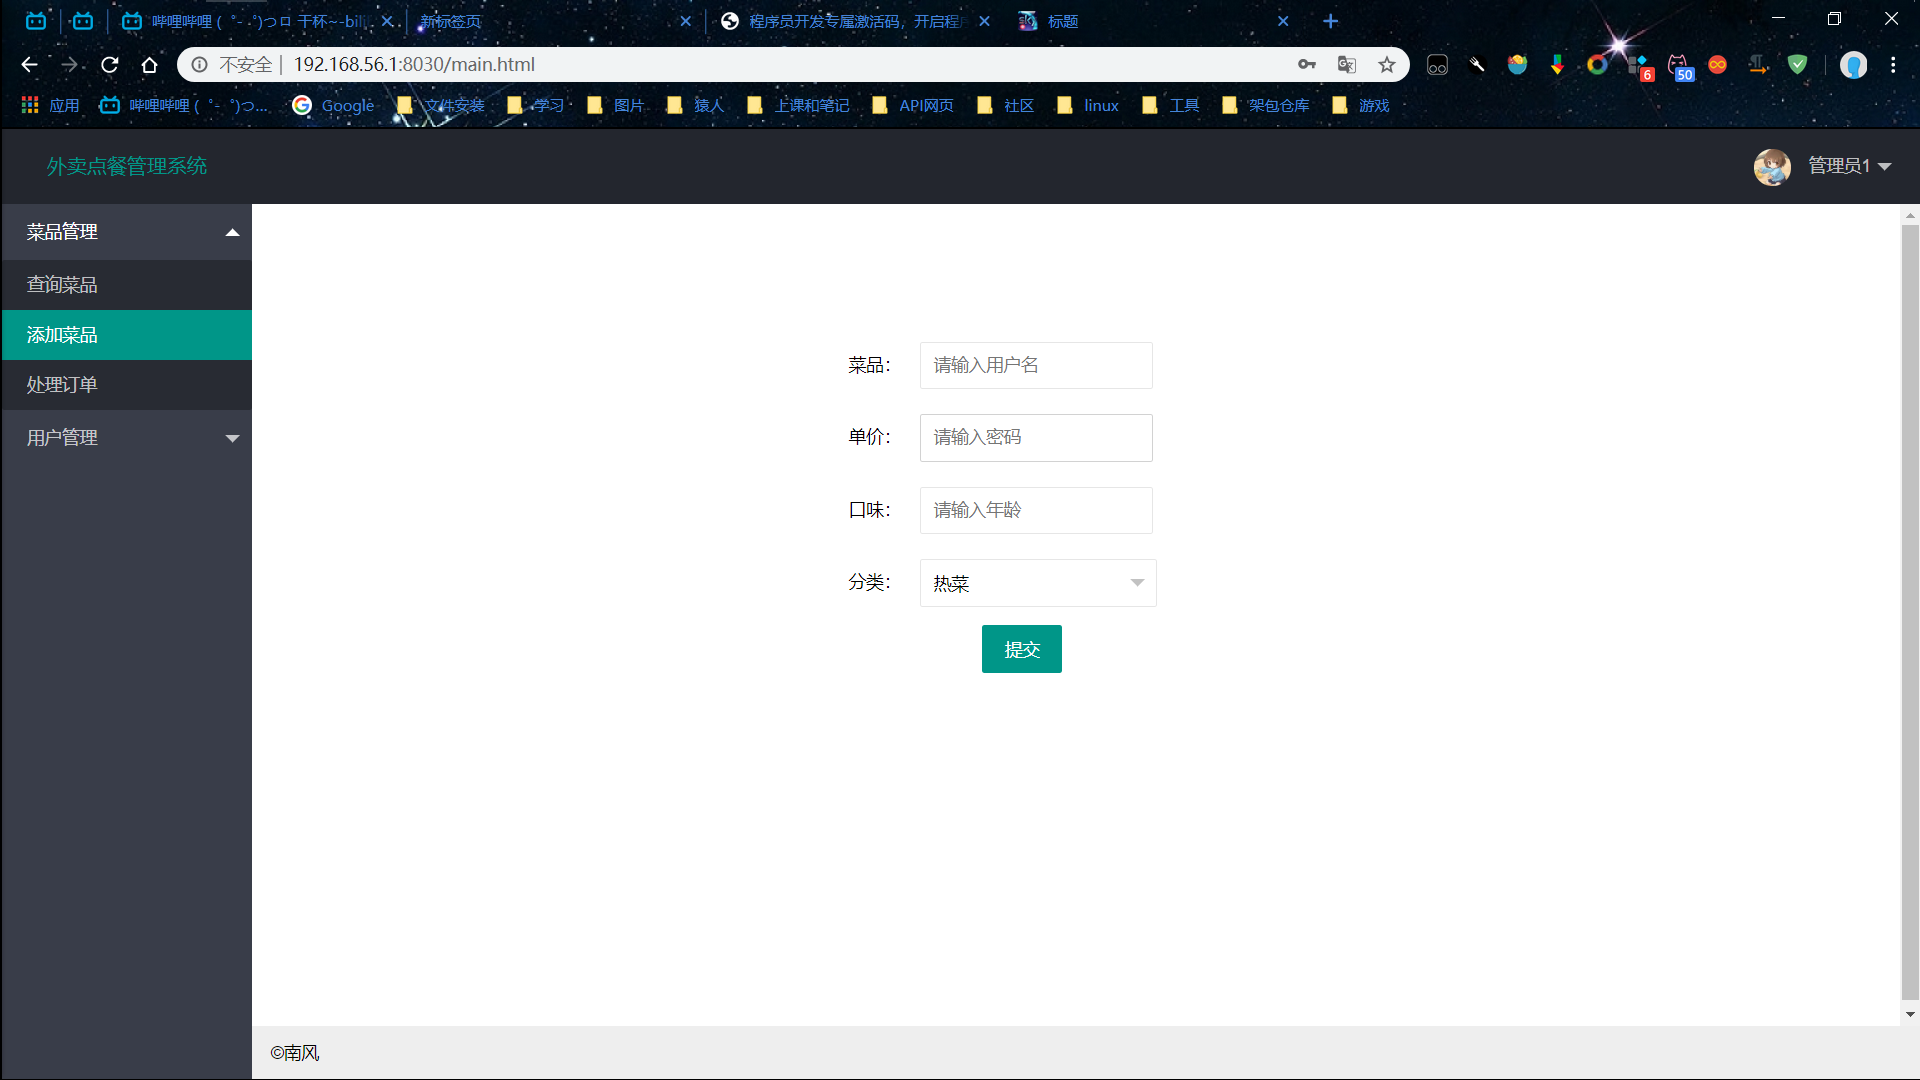 哔哩哔哩 ( ゜- ゜)つロ 干杯~-bili
新标签页
程序员开发专属激活码，开启程
标题
不安全 | 192.168.56.1:8030/main.html
6
50
应用
哔哩哔哩 ( ゜- ゜)つ...
Google
文件安装
学习
图片
猿人
上课和笔记
API网页
社区
linux
工具
架包仓库
游戏
外卖点餐管理系统
管理员1
菜品管理
查询菜品
添加菜品
处理订单
用户管理
菜品： 请输入用户名
单价： 请输入密码
口味： 请输入年龄
分类： 热菜
提交
©南风